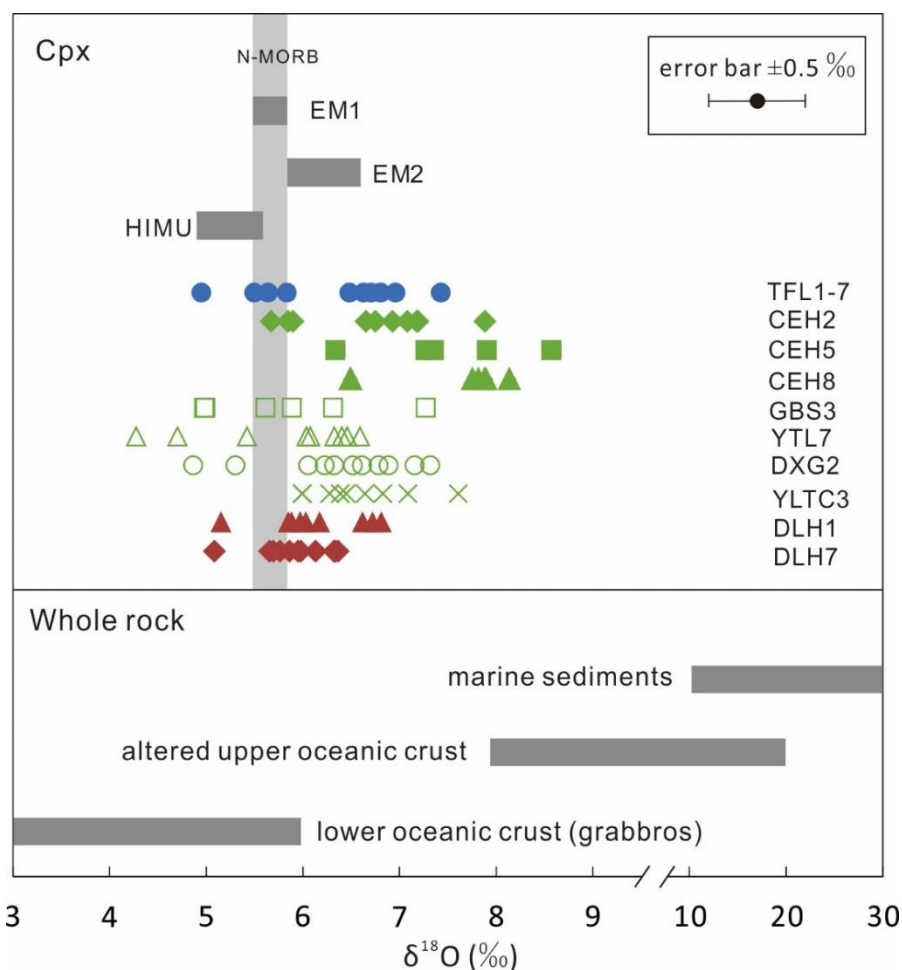 Cpx
N-MORB
error bar ±0.5 ‰
EM1
EM2
HIMU
TFL1-7
CEH2
CEH5
CEH8
GBS3
YTL7
DXG2
YLTC3
DLH1
DLH7
Whole rock
marine sediments
altered upper oceanic crust
lower oceanic crust (grabbros)
3 4 5 6 7 8 9 10 20 30
δ¹⁸O (‰)